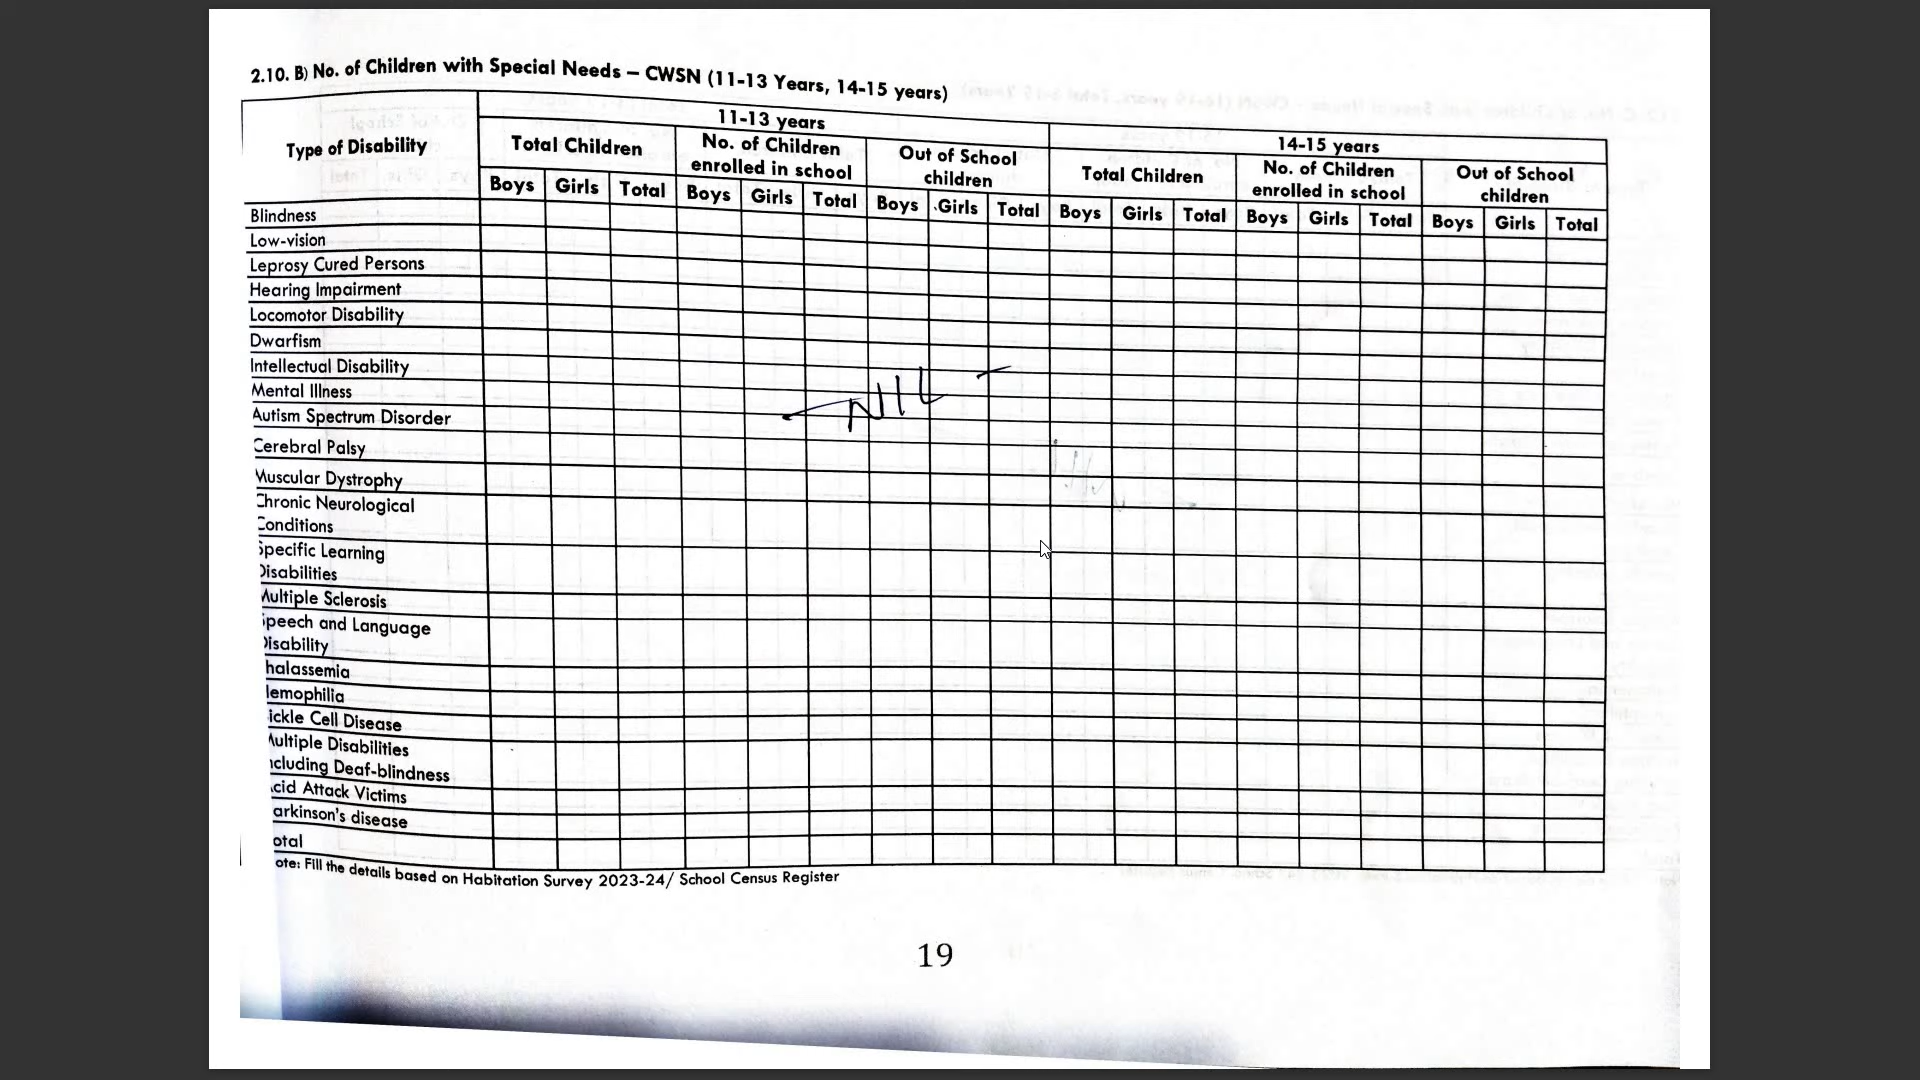 2.10. B) No. of Children with Special Needs – CWSN (11-13 Years, 14-15 years)
Type of Disability
11-13 years
14-15 years
Total Children
No. of Children enrolled in school
Out of School children
Total Children
No. of Children enrolled in school
Out of School children
Boys Girls Total Boys Girls Total Boys Girls Total Boys Girls Total Boys Girls Total Boys Girls Total
Blindness
Low-vision
Leprosy Cured Persons
Hearing Impairment
Locomotor Disability
Dwarfism
Intellectual Disability
Mental Illness
Autism Spectrum Disorder
— NIL —
Cerebral Palsy
Muscular Dystrophy
Chronic Neurological
Conditions
Specific Learning
Disabilities
Multiple Sclerosis
peech and Language
Disability
halassemia
emophilia
ickle Cell Disease
Multiple Disabilities
ncluding Deaf-blindness
cid Attack Victims
arkinson's disease
otal
ote: Fill the details based on Habitation Survey 2023-24/ School Census Register
19